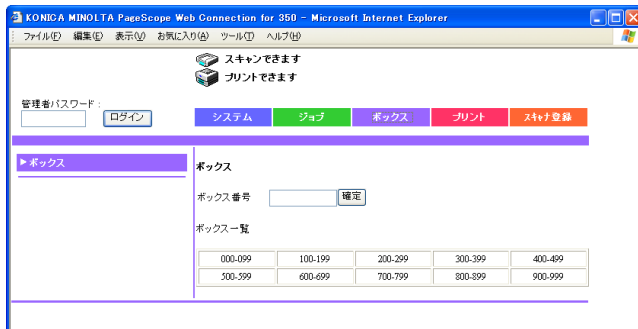 KONICA MINOLTA PageScope Web Connection for 350 - Microsoft Internet Explorer
ファイル(F) 編集(E) 表示(V) お気に入り(A) ツール(T) ヘルプ(H)
スキャンできます
プリントできます
管理者パスワード:
ログイン
システム ジョブ ボックス プリント スキャナ登録
▶ボックス
ボックス
ボックス番号 確定
ボックス一覧
000-099 100-199 200-299 300-399 400-499
500-599 600-699 700-799 800-899 900-999